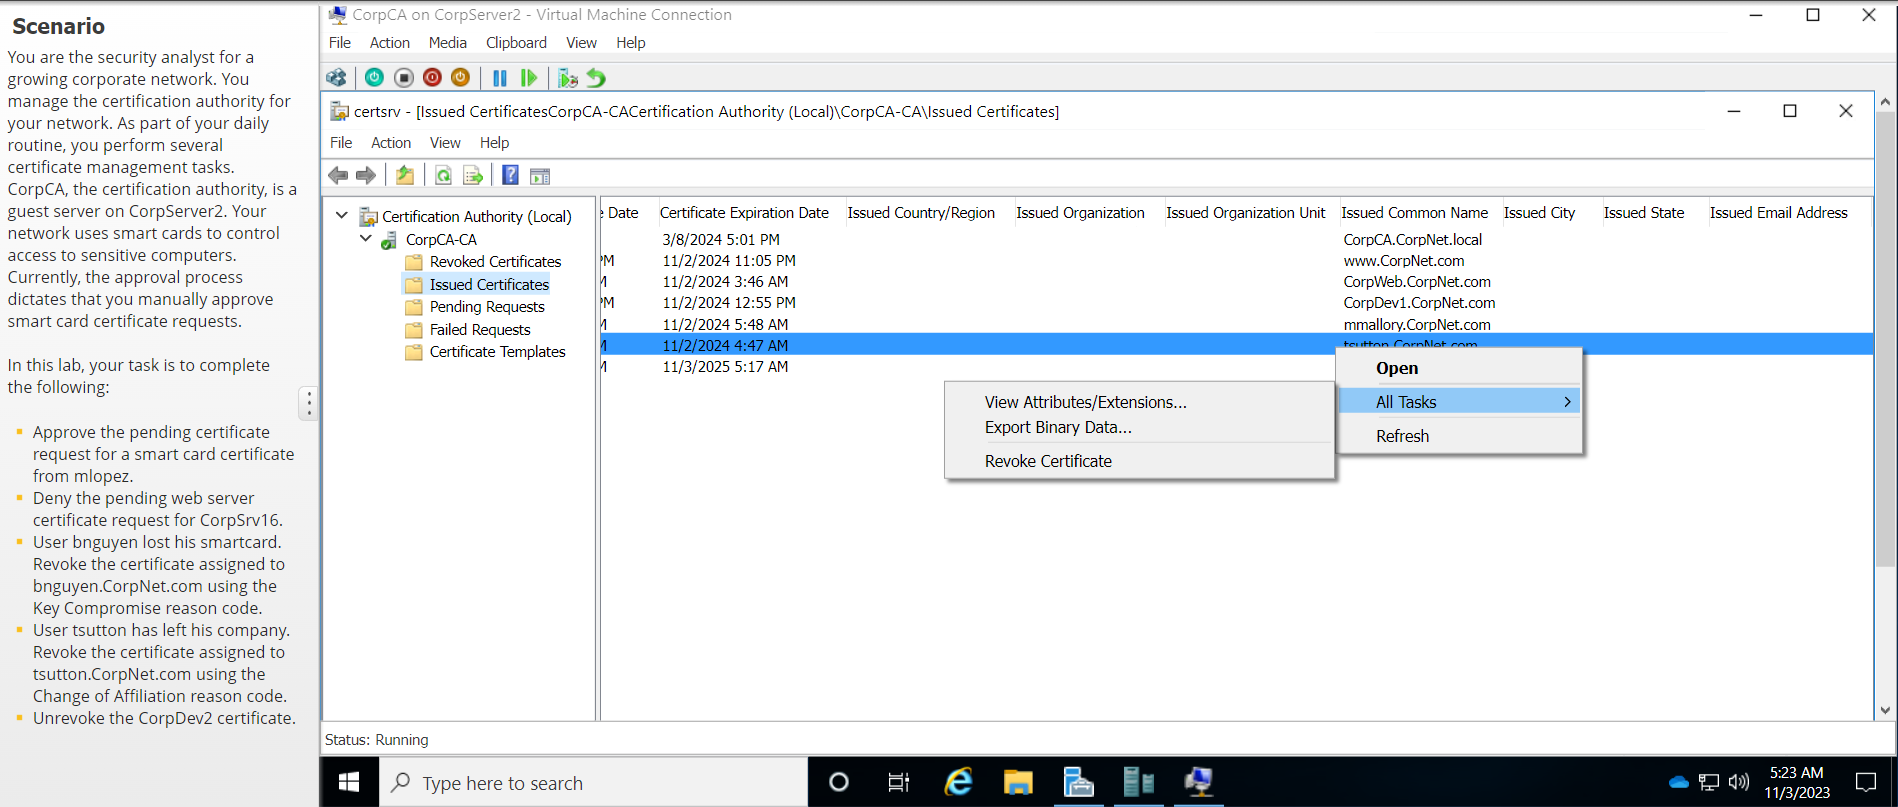 Scenario
You are the security analyst for a
growing corporate network. You
manage the certification authority for
your network. As part of your daily
routine, you perform several
certificate management tasks.
CorpCA, the certification authority, is a
guest server on CorpServer2. Your
network uses smart cards to control
access to sensitive computers.
Currently, the approval process
dictates that you manually approve
smart card certificate requests.
In this lab, your task is to complete
the following:
Approve the pending certificate
request for a smart card certificate
from mlopez.
Deny the pending web server
certificate request for CorpSrv16.
User bnguyen lost his smartcard.
Revoke the certificate assigned to
bnguyen.CorpNet.com using the
Key Compromise reason code.
User tsutton has left his company.
Revoke the certificate assigned to
tsutton.CorpNet.com using the
Change of Affiliation reason code.
Unrevoke the CorpDev2 certificate.
CorpCA on CorpServer2 - Virtual Machine Connection
File Action Media Clipboard View Help
certsrv - [Issued CertificatesCorpCA-CACertification Authority (Local)\CorpCA-CA\Issued Certificates]
File Action View Help
Certification Authority (Local)
CorpCA-CA
Revoked Certificates
Issued Certificates
Pending Requests
Failed Requests
Certificate Templates
e Date Certificate Expiration Date Issued Country/Region Issued Organization Issued Organization Unit Issued Common Name Issued City Issued State Issued Email Address
3/8/2024 5:01 PM CorpCA.CorpNet.local
PM 11/2/2024 11:05 PM www.CorpNet.com
M 11/2/2024 3:46 AM CorpWeb.CorpNet.com
PM 11/2/2024 12:55 PM CorpDev1.CorpNet.com
M 11/2/2024 5:48 AM mmallory.CorpNet.com
M 11/2/2024 4:47 AM tsutton.CorpNet.com
M 11/3/2025 5:17 AM
Open
All Tasks
Refresh
View Attributes/Extensions...
Export Binary Data...
Revoke Certificate
Status: Running
Type here to search
5:23 AM
11/3/2023